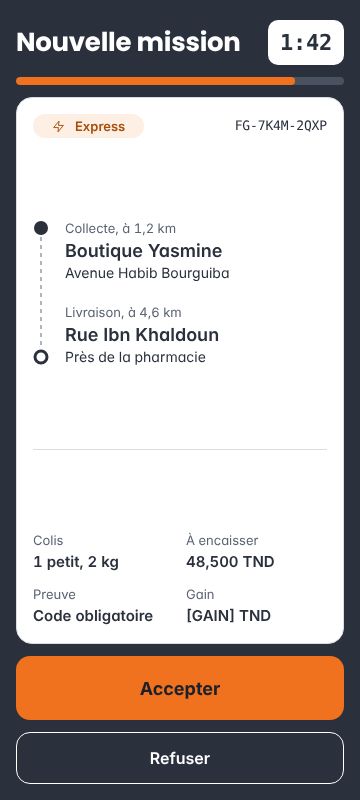 Nouvelle mission
1:42
Express
FG-7K4M-2QXP
Collecte, à 1,2 km
Boutique Yasmine
Avenue Habib Bourguiba
Livraison, à 4,6 km
Rue Ibn Khaldoun
Près de la pharmacie
Colis
1 petit, 2 kg
À encaisser
48,500 TND
Preuve
Code obligatoire
Gain
[GAIN] TND
Accepter
Refuser